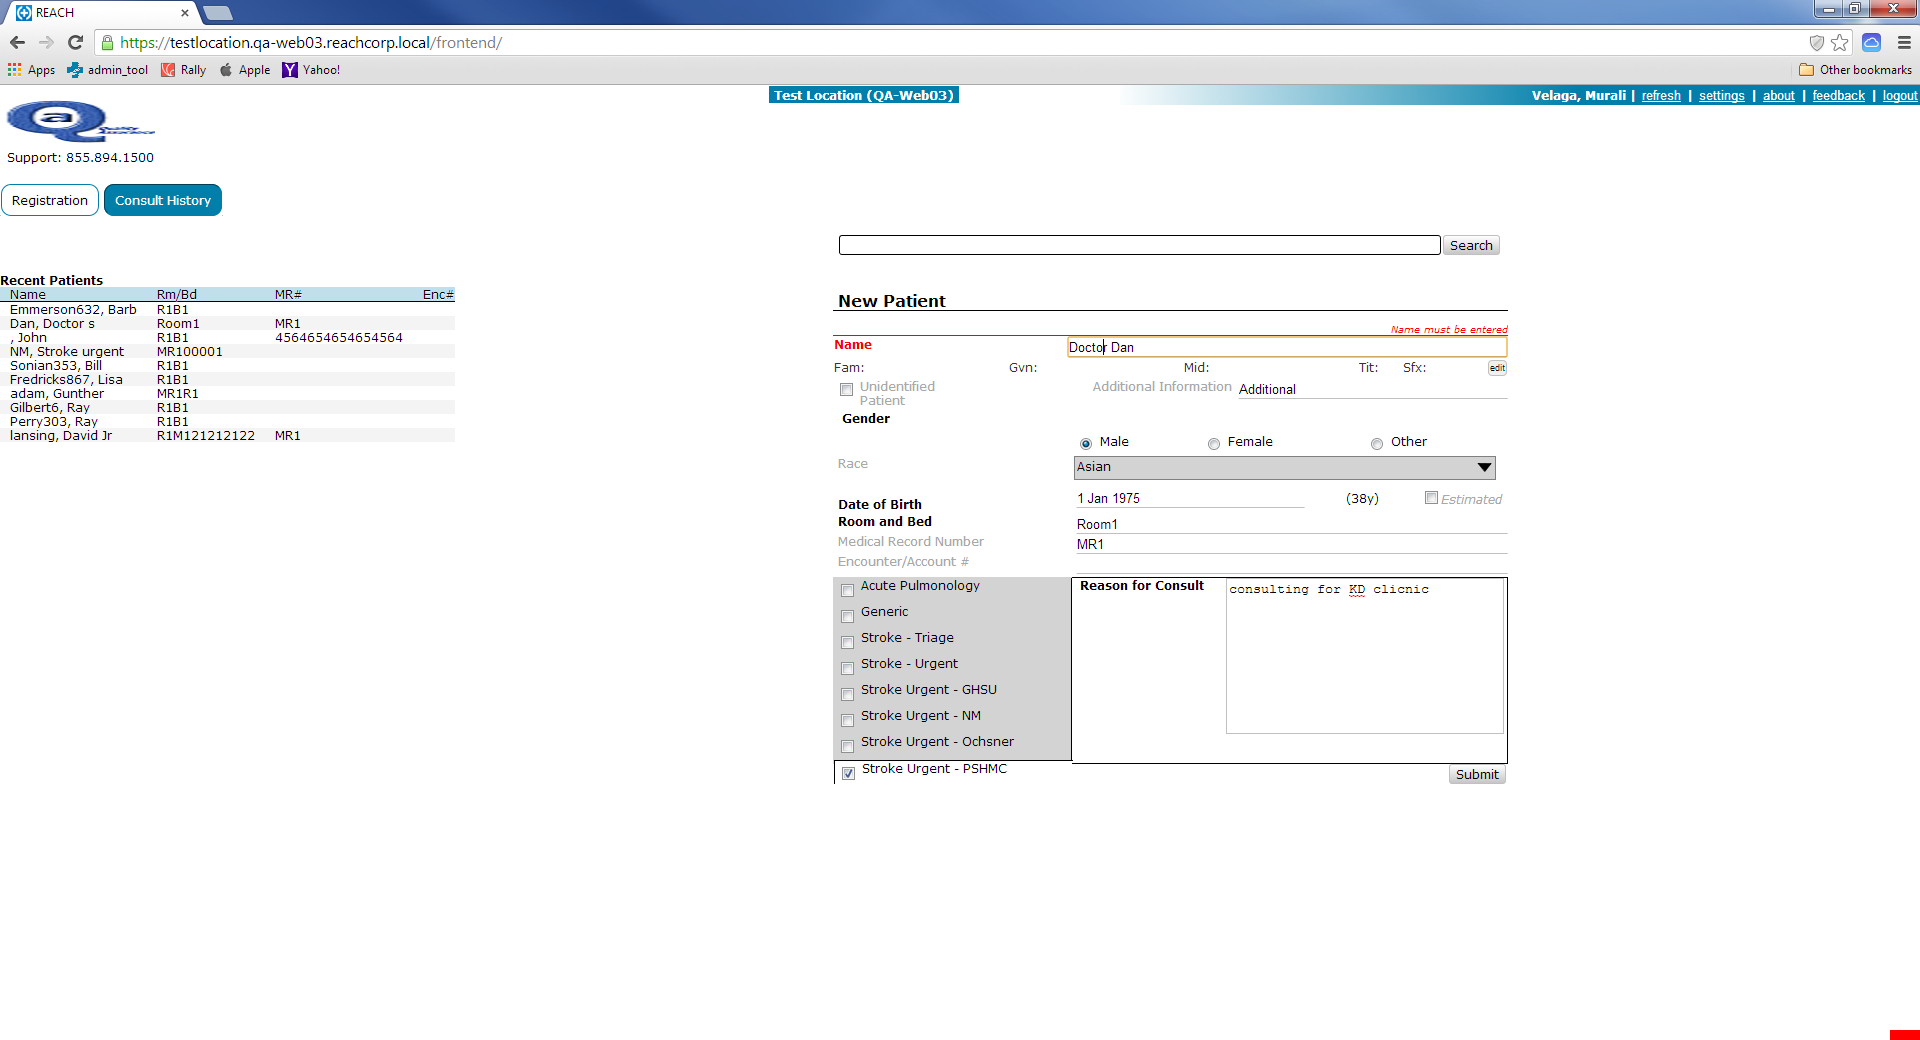 REACH
https://testlocation.qa-web03.reachcorp.local/frontend/
Apps admin_tool Rally Apple Yahoo! Other bookmarks
Test Location (QA-Web03) Velaga, Murali | refresh | settings | about | feedback | logout
Qa Quality Assurance
Support: 855.894.1500
Registration Consult History
Search
Recent Patients
Name Rm/Bd MR# Enc#
Emmerson632, Barb R1B1
Dan, Doctor s Room1 MR1
, John R1B1 4564654654654564
NM, Stroke urgent MR100001
Sonian353, Bill R1B1
Fredricks867, Lisa R1B1
adam, Gunther MR1R1
Gilbert6, Ray R1B1
Perry303, Ray R1B1
lansing, David Jr R1M121212122 MR1
New Patient
Name must be entered
Name Doctor Dan
Fam: Gvn: Mid: Tit: Sfx: edit
Unidentified Patient Additional Information Additional
Gender
Male Female Other
Race Asian
Date of Birth 1 Jan 1975 (38y) Estimated
Room and Bed Room1
Medical Record Number MR1
Encounter/Account #
Acute Pulmonology
Generic
Stroke - Triage
Stroke - Urgent
Stroke Urgent - GHSU
Stroke Urgent - NM
Stroke Urgent - Ochsner
Stroke Urgent - PSHMC
Reason for Consult consulting for KD clicnic
Submit